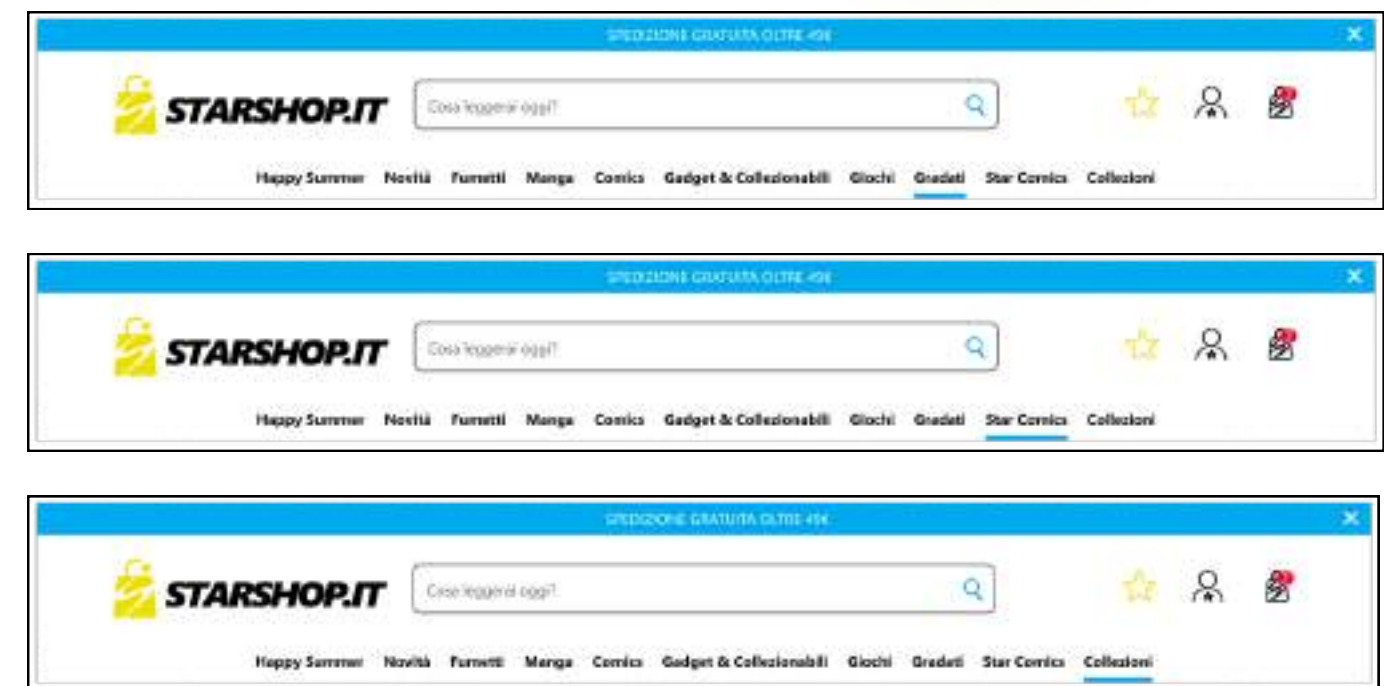 SPEDIZIONE GRATUITA OLTRE 49€
STARSHOP.IT
Cosa leggerai oggi?
Happy Summer Novità Fumetti Manga Comics Gadget & Collezionabili Giochi Gradati Star Comics Collezioni
SPEDIZIONE GRATUITA OLTRE 49€
STARSHOP.IT
Cosa leggerai oggi?
Happy Summer Novità Fumetti Manga Comics Gadget & Collezionabili Giochi Gradati Star Comics Collezioni
SPEDIZIONE GRATUITA OLTRE 49€
STARSHOP.IT
Cosa leggerai oggi?
Happy Summer Novità Fumetti Manga Comics Gadget & Collezionabili Giochi Gradati Star Comics Collezioni